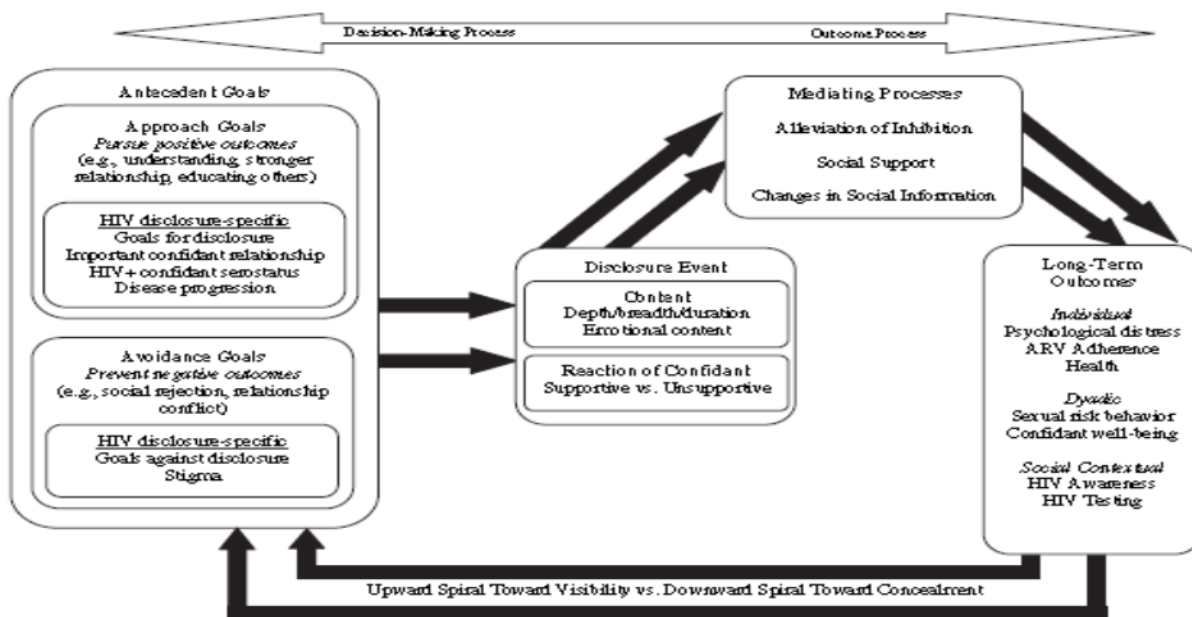 Decision-Making Process
Outcome Process
Antecedent Goals
Approach Goals
Pursue positive outcomes
(e.g., understanding, stronger
relationship, educating others)
HIV disclosure-specific
Goals for disclosure
Important confidant relationship
HIV+ confidant serostatus
Disease progression
Avoidance Goals
Prevent negative outcomes
(e.g., social rejection, relationship
conflict)
HIV disclosure-specific
Goals against disclosure
Stigma
Disclosure Event
Content
Depth/breadth/duration
Emotional content
Reaction of Confidant
Supportive vs. Unsupportive
Mediating Processes
Alleviation of Inhibition
Social Support
Changes in Social Information
Long-Term
Outcomes
Individual
Psychological distress
ARV Adherence
Health
Dyadic
Sexual risk behavior
Confidant well-being
Social Contextual
HIV Awareness
HIV Testing
Upward Spiral Toward Visibility vs. Downward Spiral Toward Concealment